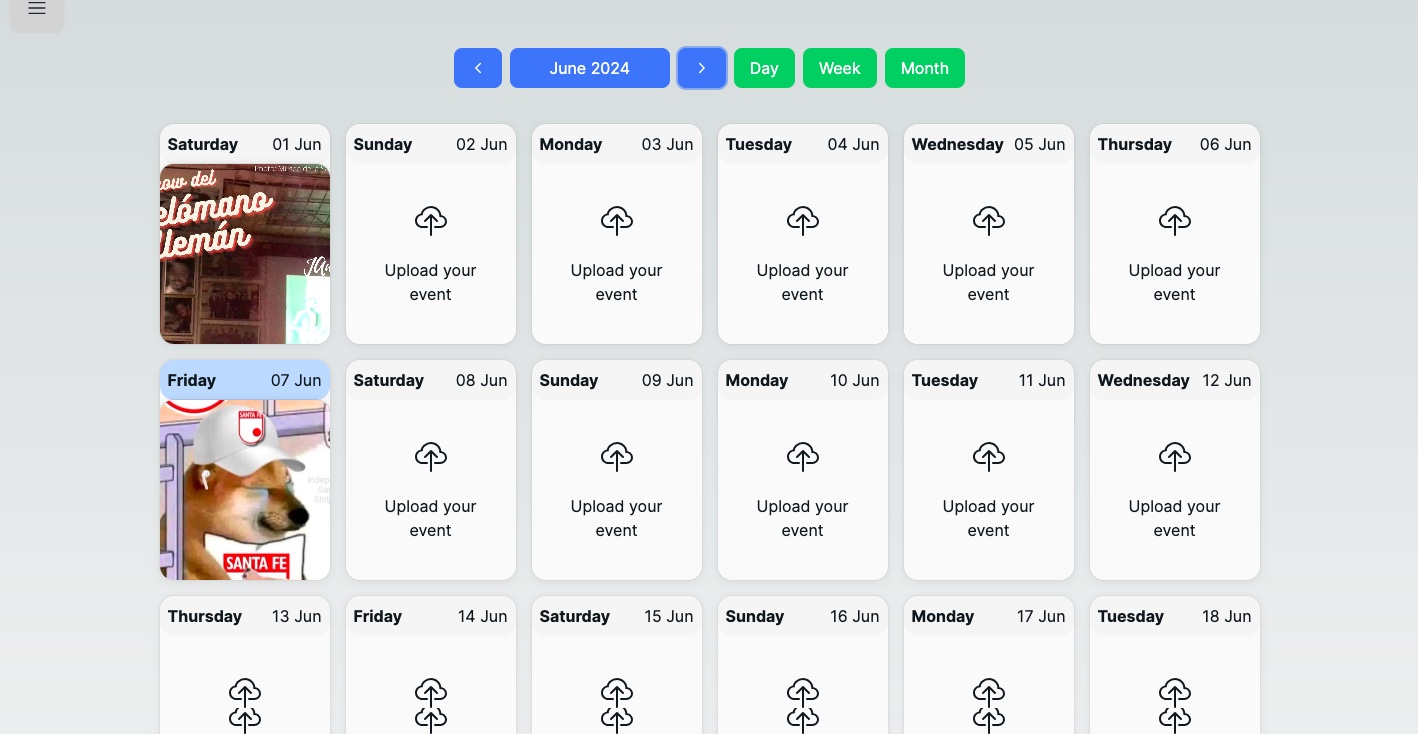 June 2024
Day
Week
Month
Saturday 01 Jun
Sunday 02 Jun
Monday 03 Jun
Tuesday 04 Jun
Wednesday 05 Jun
Thursday 06 Jun
ow del
elómano
lemán
Upload your
event
Upload your
event
Upload your
event
Upload your
event
Upload your
event
Friday 07 Jun
Saturday 08 Jun
Sunday 09 Jun
Monday 10 Jun
Tuesday 11 Jun
Wednesday 12 Jun
SANTA FE
SANTA FE
Upload your
event
Upload your
event
Upload your
event
Upload your
event
Upload your
event
Thursday 13 Jun
Friday 14 Jun
Saturday 15 Jun
Sunday 16 Jun
Monday 17 Jun
Tuesday 18 Jun